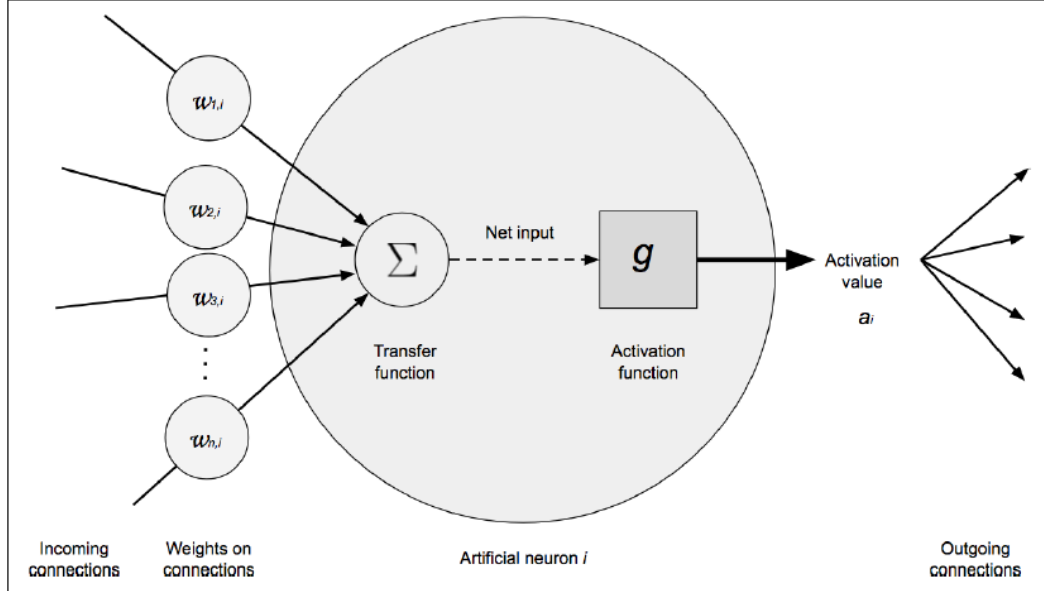 w1,i
w2,i
w3,i
wn,i
Σ
Net input
g
Transfer
function
Activation
function
Activation
value
ai
Incoming
connections
Weights on
connections
Artificial neuron i
Outgoing
connections